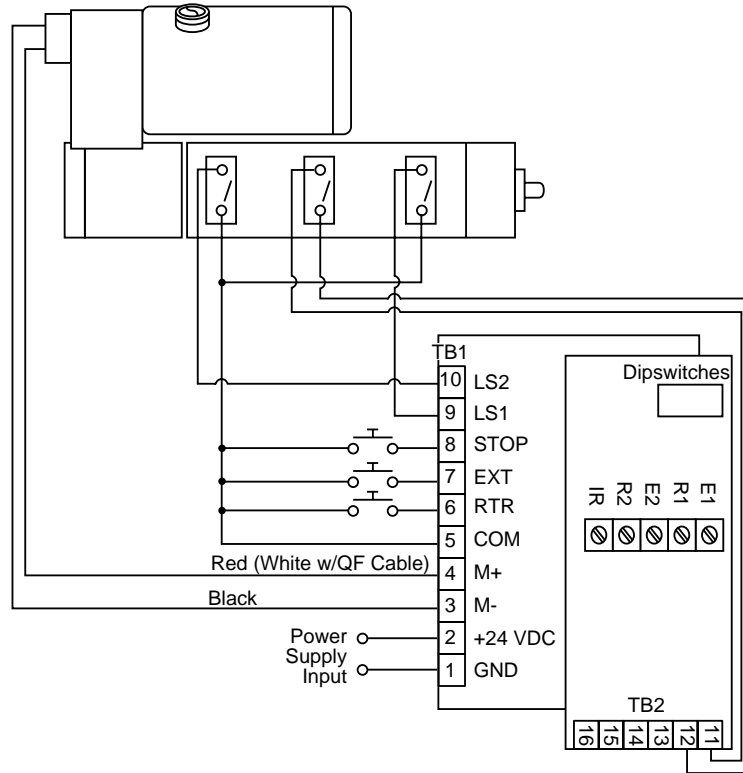 TB1
10 LS2
9 LS1
8 STOP
7 EXT
6 RTR
5 COM
Red (White w/QF Cable) 4 M+
Black 3 M-
Power
Supply
Input
2 +24 VDC
1 GND
Dipswitches
IR R2 E2 R1 E1
TB2
16 15 14 13 12 11